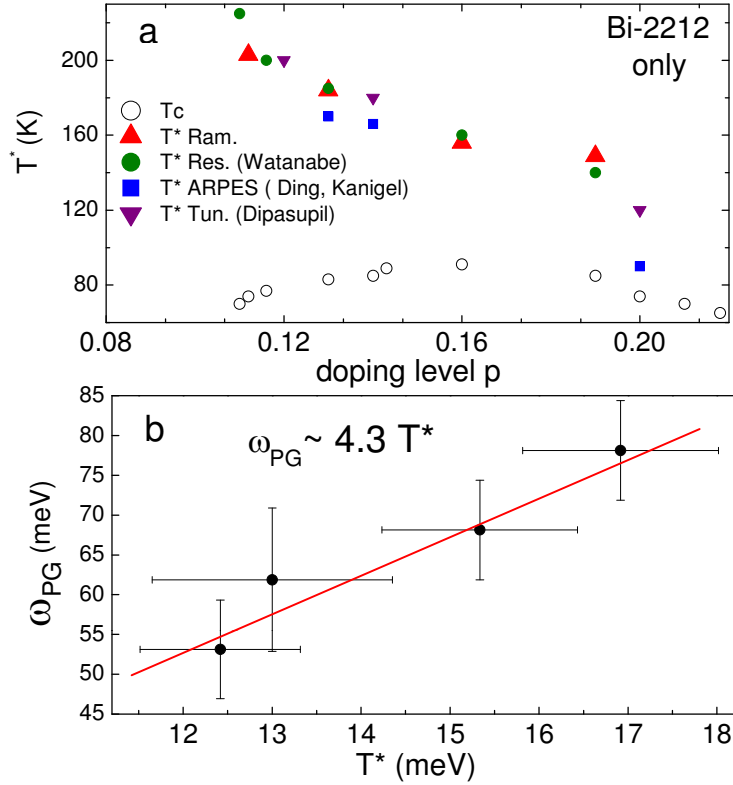 a
Bi-2212
only
T* (K)
200
160
120
80
Tc
T* Ram.
T* Res. (Watanabe)
T* ARPES ( Ding, Kanigel)
T* Tun. (Dipasupil)
0.08
0.12
0.16
0.20
doping level p
b
ωPG ~ 4.3 T*
ωPG (meV)
85
80
75
70
65
60
55
50
45
12
13
14
15
16
17
18
T* (meV)